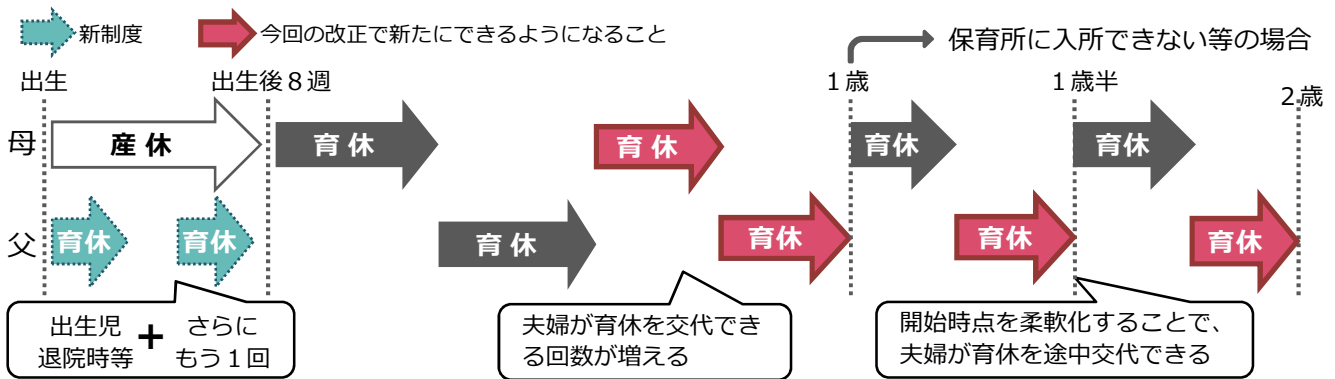 新制度
今回の改正で新たにできるようになること
保育所に入所できない等の場合
出生
出生後８週
１歳
１歳半
２歳
母
産 休
育 休
育 休
育休
育休
父
育休
育休
育 休
育休
育休
育休
出生児
退院時等
+
さらに
もう１回
夫婦が育休を交代でき
る回数が増える
開始時点を柔軟化することで、
夫婦が育休を途中交代できる